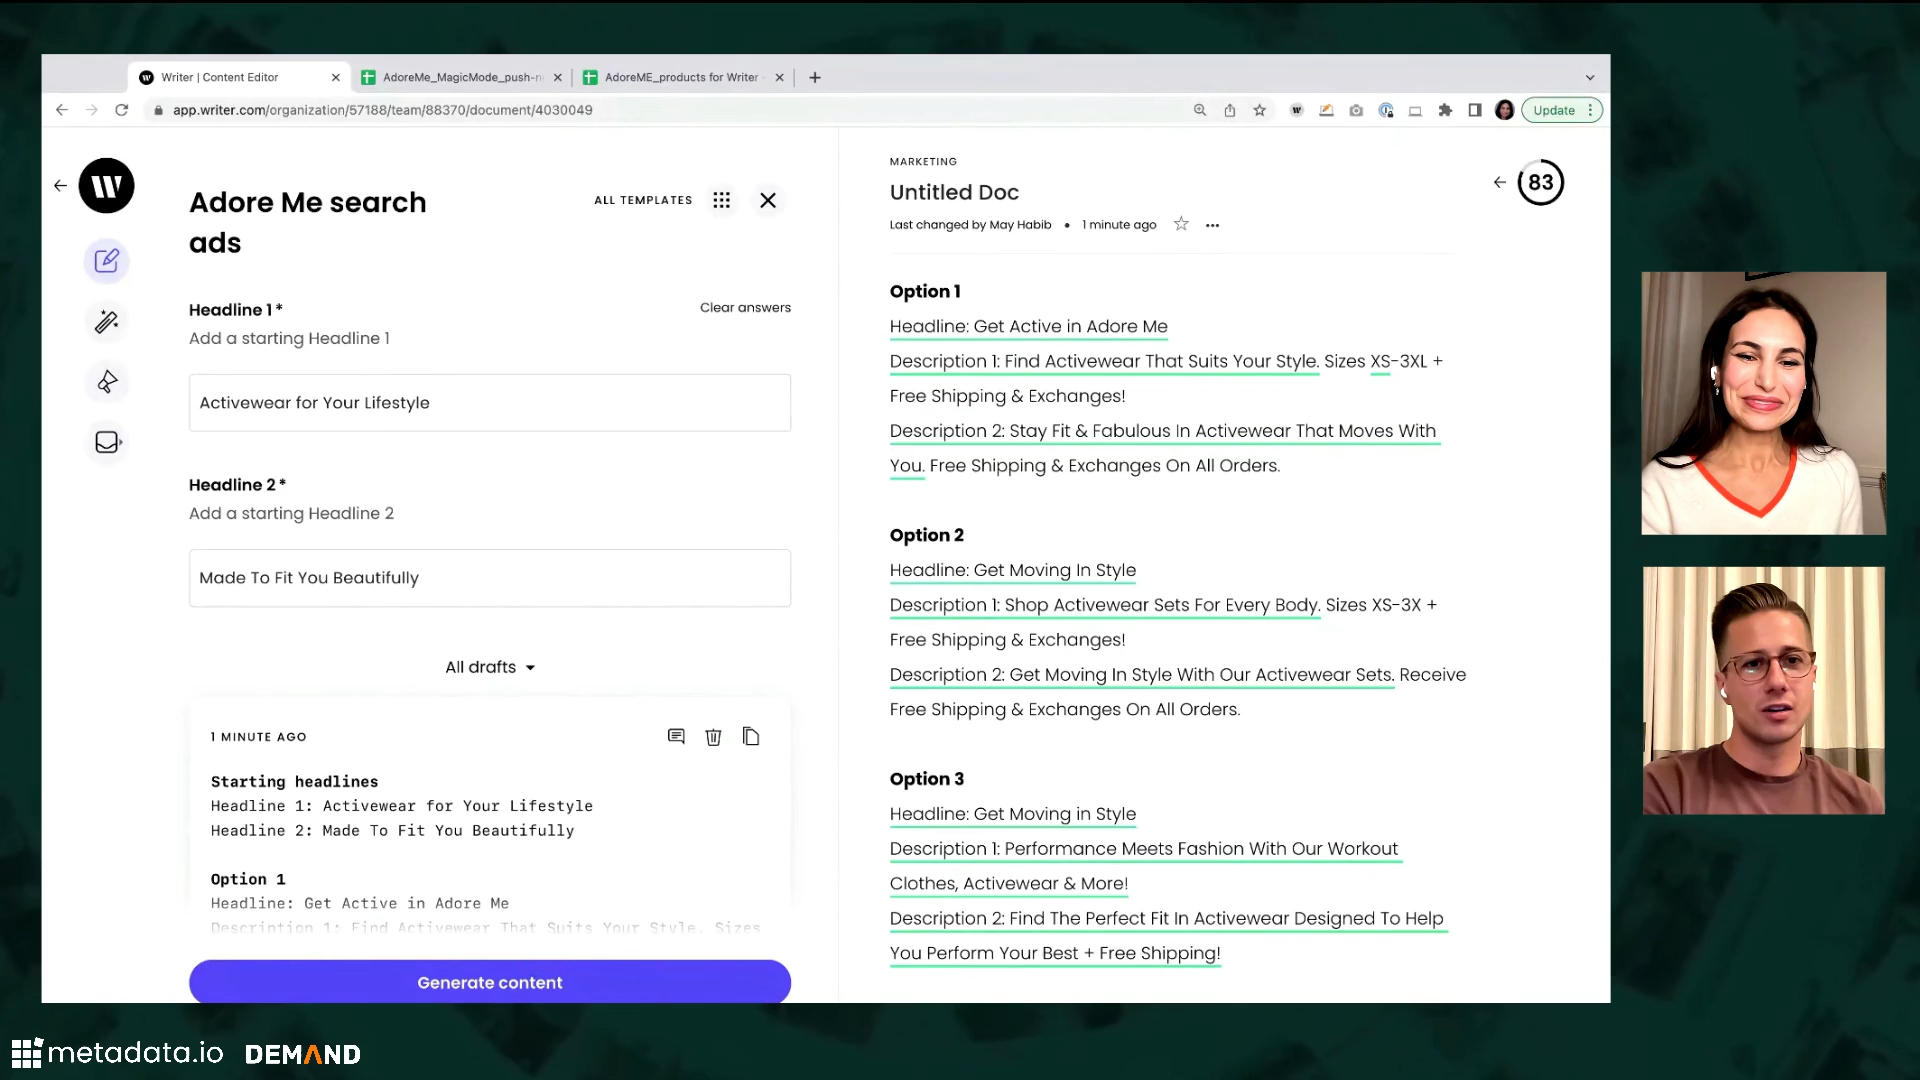 Writer | Content Editor
AdoreMe_MagicMode_push-n
AdoreME_products for Writer -
app.writer.com/organization/57188/team/88370/document/4030049
Update
Adore Me search
ads
ALL TEMPLATES
Headline 1 *
Clear answers
Add a starting Headline 1
Activewear for Your Lifestyle
Headline 2 *
Add a starting Headline 2
Made To Fit You Beautifully
All drafts
1 MINUTE AGO
Starting headlines
Headline 1: Activewear for Your Lifestyle
Headline 2: Made To Fit You Beautifully
Option 1
Headline: Get Active in Adore Me
Description 1: Find Activewear That Suits Your Style. Sizes
Generate content
MARKETING
Untitled Doc
83
Last changed by May Habib • 1 minute ago
Option 1
Headline: Get Active in Adore Me
Description 1: Find Activewear That Suits Your Style. Sizes XS-3XL +
Free Shipping & Exchanges!
Description 2: Stay Fit & Fabulous In Activewear That Moves With
You. Free Shipping & Exchanges On All Orders.
Option 2
Headline: Get Moving In Style
Description 1: Shop Activewear Sets For Every Body. Sizes XS-3X +
Free Shipping & Exchanges!
Description 2: Get Moving In Style With Our Activewear Sets. Receive
Free Shipping & Exchanges On All Orders.
Option 3
Headline: Get Moving in Style
Description 1: Performance Meets Fashion With Our Workout
Clothes, Activewear & More!
Description 2: Find The Perfect Fit In Activewear Designed To Help
You Perform Your Best + Free Shipping!
metadata.io DEMAND